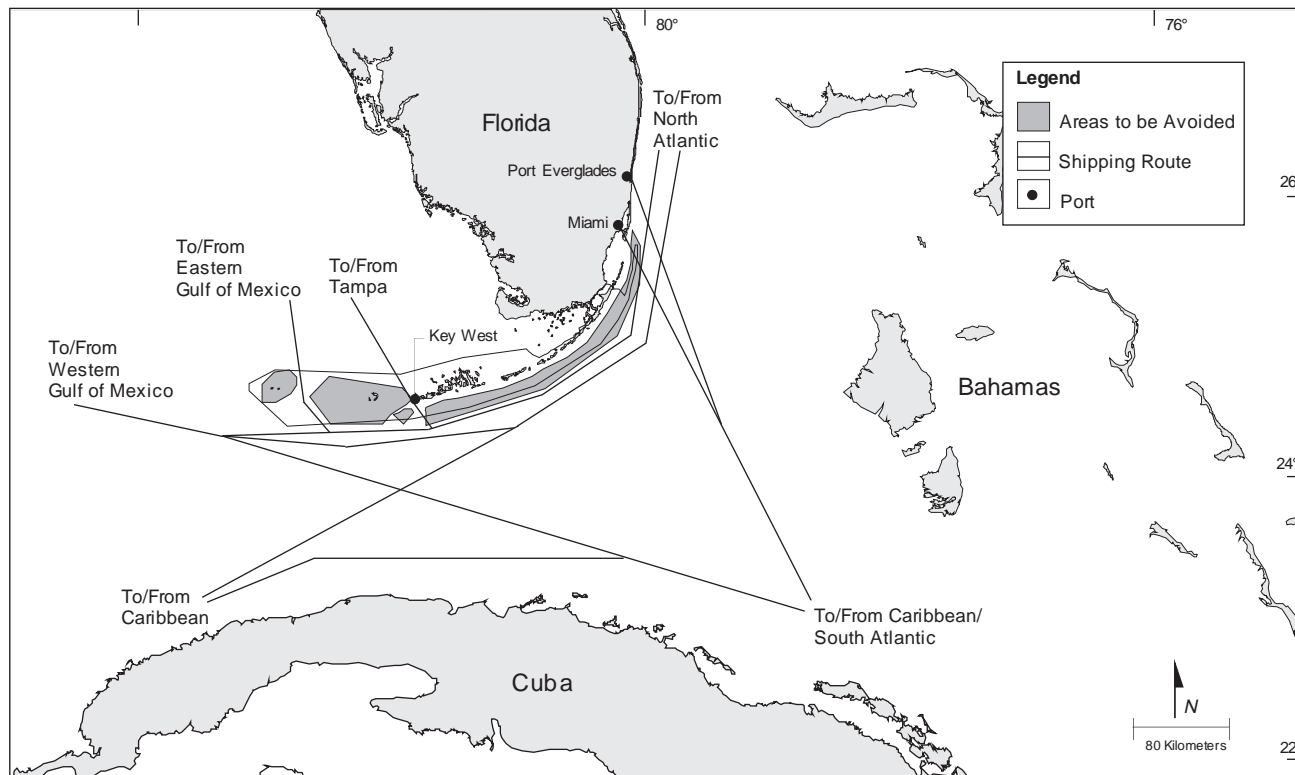 80°
76°
Legend
Areas to be Avoided
Shipping Route
Port
To/From
North
Atlantic
Florida
Port Everglades
Miami
26
To/From
Eastern
Gulf of Mexico
To/From
Tampa
Key West
To/From
Western
Gulf of Mexico
Bahamas
24°
To/From
Caribbean
To/From Caribbean/
South Atlantic
Cuba
N
80 Kilometers
22